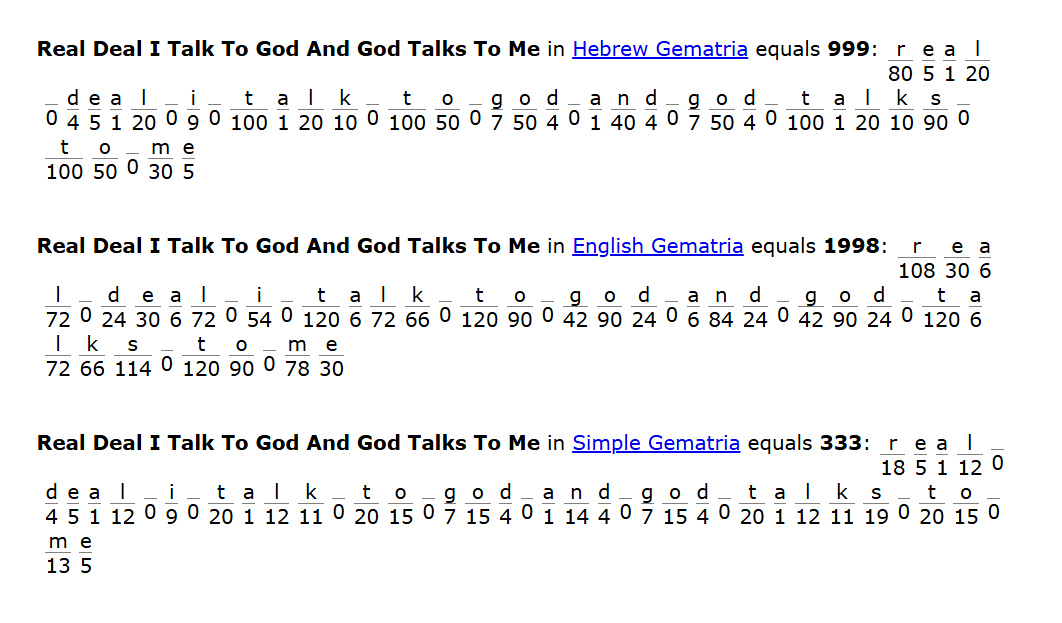 Real Deal I Talk To God And God Talks To Me in Hebrew Gematria equals 999: r e a l
80 5 1 20
_ d e a l _ i _ t a l k _ t o _ g o d _ a n d _ g o d _ t a l k s _
0 4 5 1 20 0 9 0 100 1 20 10 0 100 50 0 7 50 4 0 1 40 4 0 7 50 4 0 100 1 20 10 90 0
t o _ m e
100 50 0 30 5
Real Deal I Talk To God And God Talks To Me in English Gematria equals 1998: r e a
108 30 6
l _ d e a l _ i _ t a l k _ t o _ g o d _ a n d _ g o d _ t a
72 0 24 30 6 72 0 54 0 120 6 72 66 0 120 90 0 42 90 24 0 6 84 24 0 42 90 24 0 120 6
l k s _ t o _ m e
72 66 114 0 120 90 0 78 30
Real Deal I Talk To God And God Talks To Me in Simple Gematria equals 333: r e a l _
18 5 1 12 0
d e a l _ i _ t a l k _ t o _ g o d _ a n d _ g o d _ t a l k s _ t o _
4 5 1 12 0 9 0 20 1 12 11 0 20 15 0 7 15 4 0 1 14 4 0 7 15 4 0 20 1 12 11 19 0 20 15 0
m e
13 5